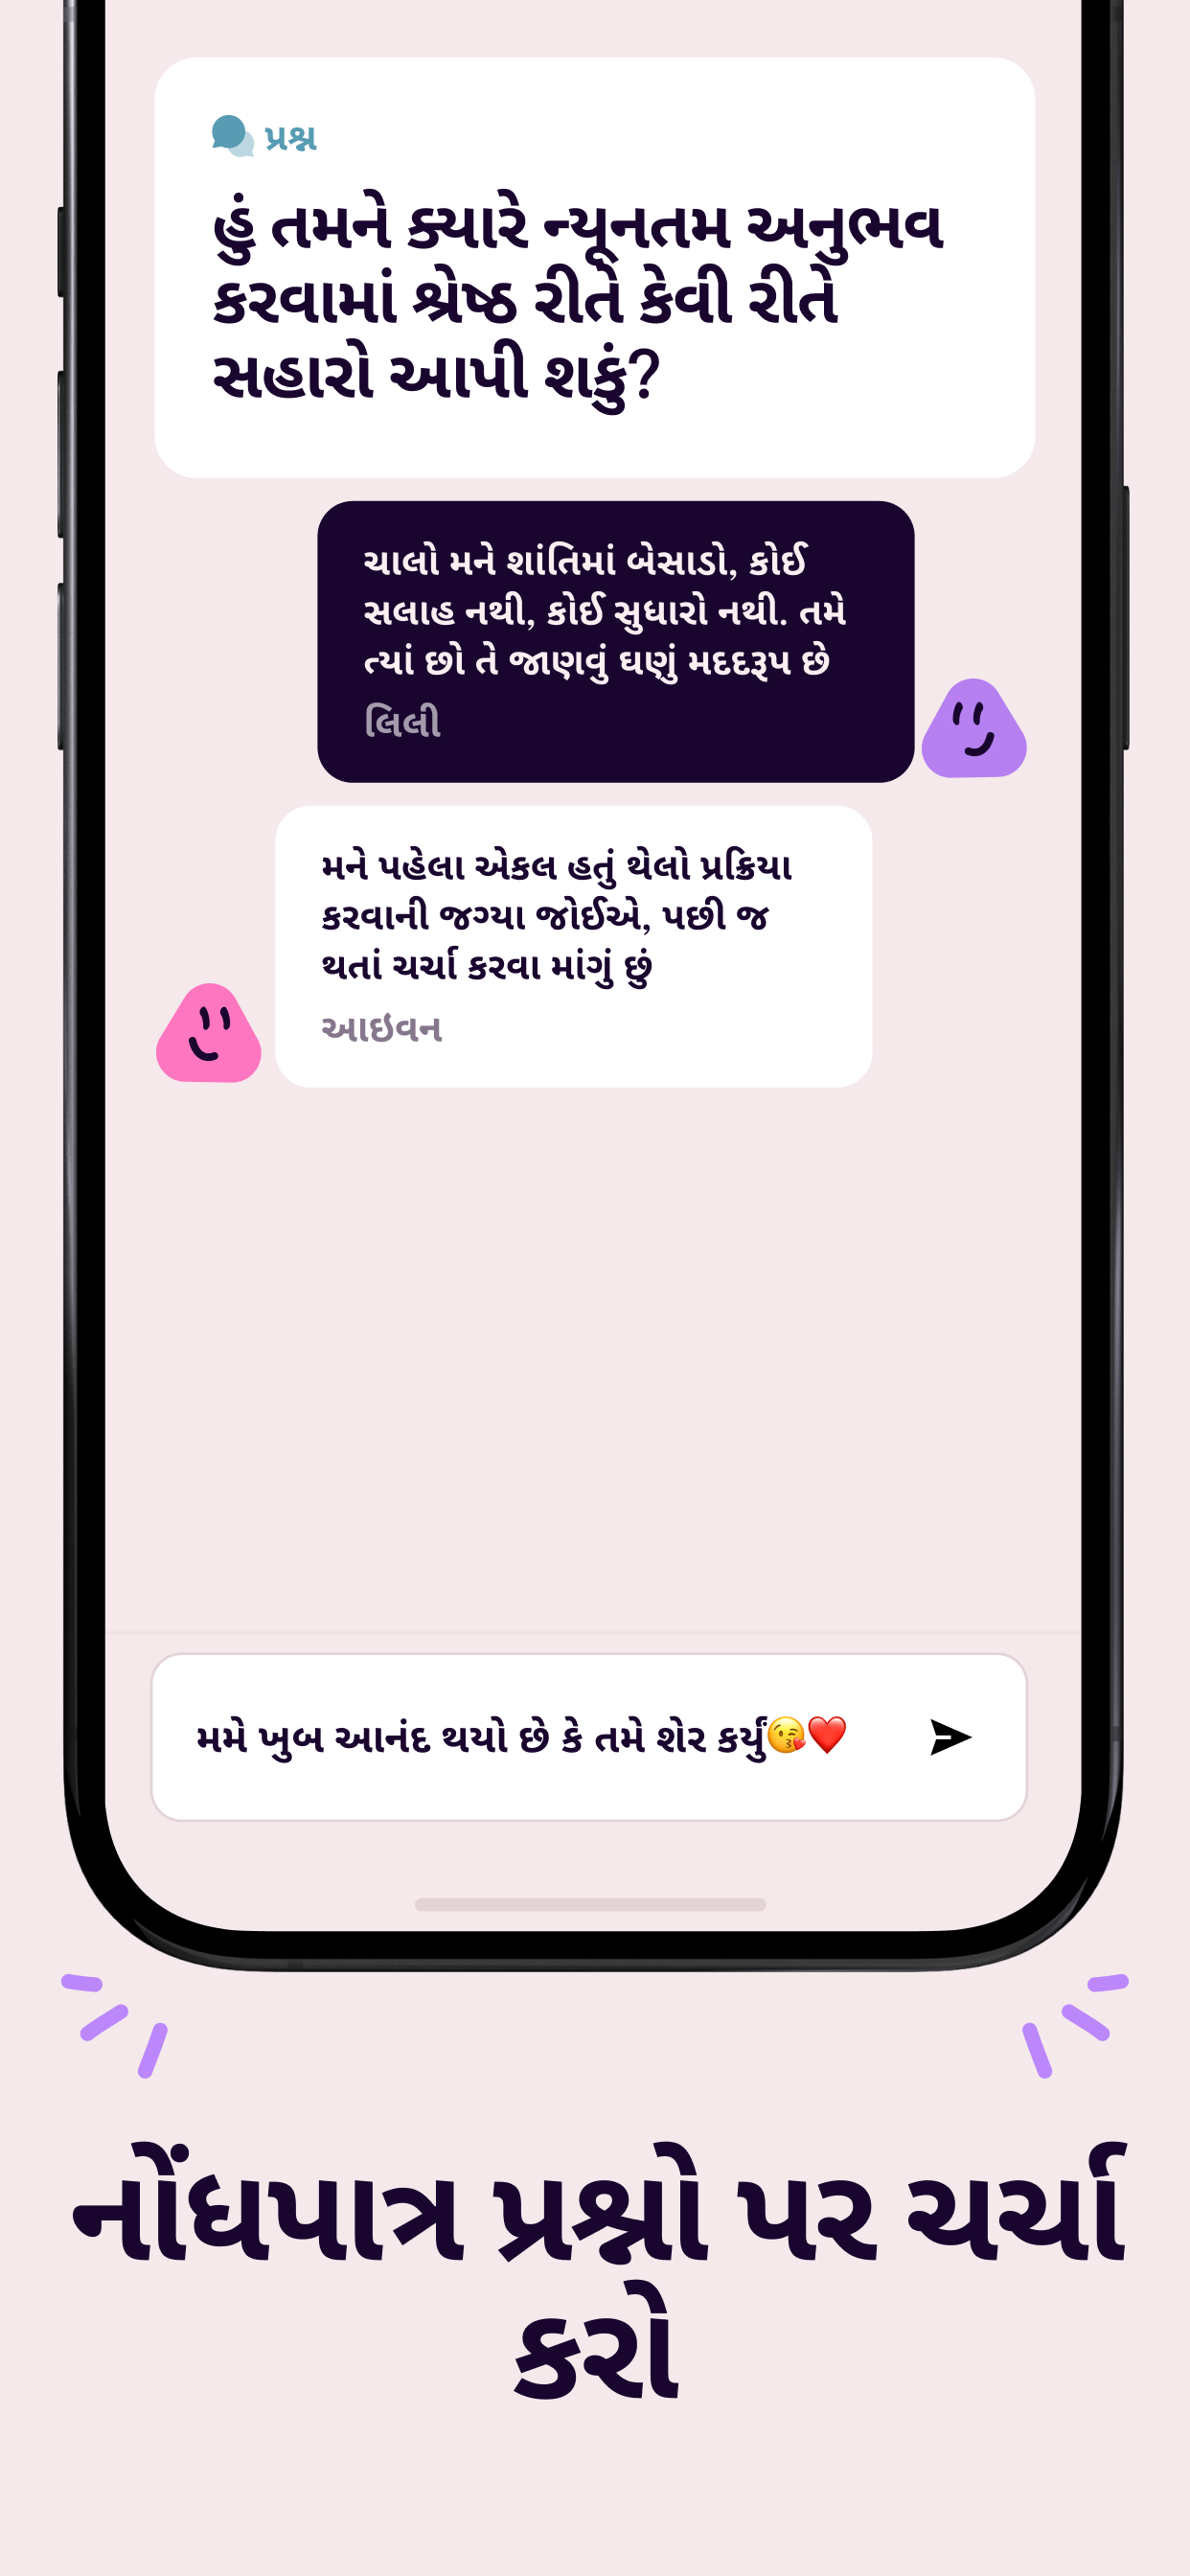 પ્રશ્ન
હું તમને ક્યારે ન્યૂનતમ અનુભવ
કરવામાં શ્રેષ્ઠ રીતે કેવી રીતે
સહારો આપી શકું?
ચાલો મને શાંતિમાં બેસાડો, કોઈ
સલાહ નથી, કોઈ સુધારો નથી. તમે
ત્યાં છો તે જાણવું ઘણું મદદરૂપ છે
લિલી
મને પહેલા એકલ હતું થેલો પ્રક્રિયા
કરવાની જગ્યા જોઈએ, પછી જ
થતાં ચર્ચા કરવા માંગું છું
આઇવન
મમે ખુબ આનંદ થયો છે કે તમે શેર કર્યું😘❤️
નોંધપાત્ર પ્રશ્નો પર ચર્ચા
કરો